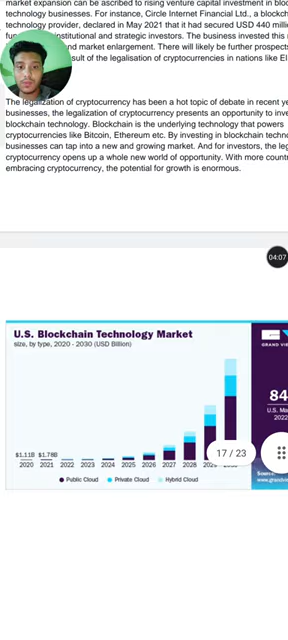 market expansion can be ascribed to rising venture capital investment in bloc
technology businesses. For instance, Circle Internet Financial Ltd., a blockch
technology provider, declared in May 2021 that it had secured USD 440 millio
institutional and strategic investors. The business invested this
nd market enlargement. There will likely be further prospects
sult of the legalisation of cryptocurrencies in nations like El
The legalization of cryptocurrency has been a hot topic of debate in recent ye
businesses, the legalization of cryptocurrency presents an opportunity to inve
blockchain technology. Blockchain is the underlying technology that powers
cryptocurrencies like Bitcoin, Ethereum etc. By investing in blockchain techno
businesses can tap into a new and growing market. And for investors, the leg
cryptocurrency opens up a whole new world of opportunity. With more countr
embracing cryptocurrency, the potential for growth is enormous.
04:07
U.S. Blockchain Technology Market
size, by type, 2020 - 2030 (USD Billion)
GRAND VIE
84
U.S. Ma
2022
$1.11B $1.78B
2020 2021 2022 2023 2024 2025 2026 2027 2028
17 / 23
Public Cloud Private Cloud Hybrid Cloud
Source:
www.grandvi